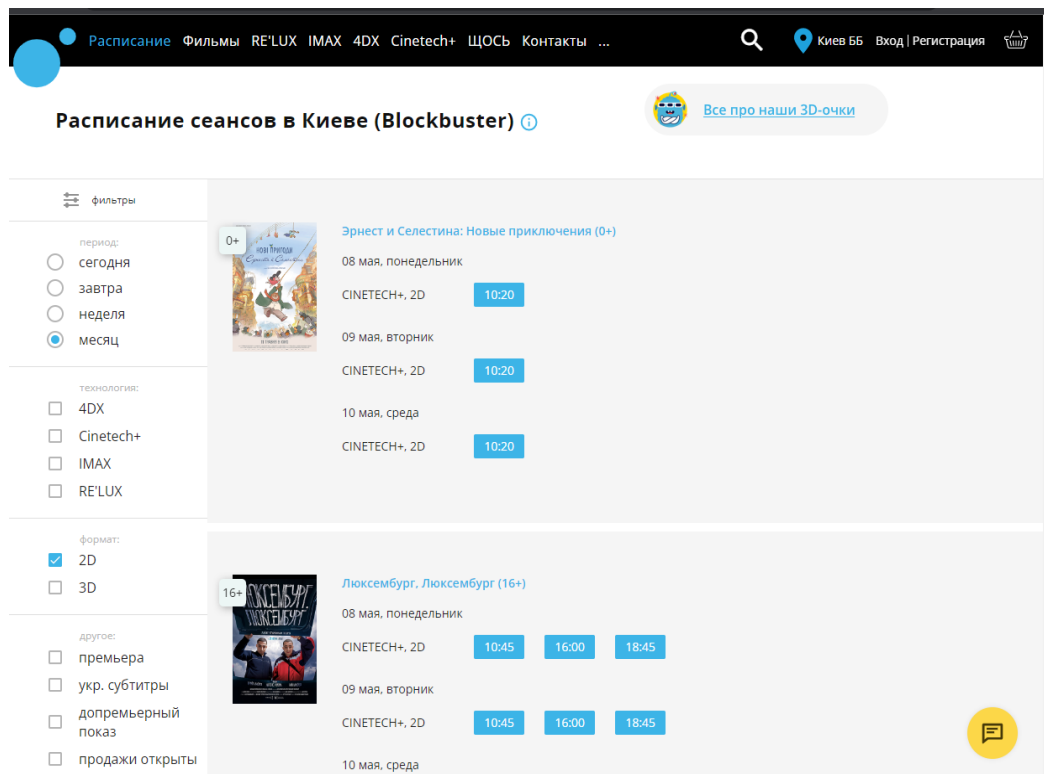 Расписание Фильмы RE'LUX IMAX 4DX Cinetech+ ЩОСЬ Контакты ...
Киев ББ Вход | Регистрация
Расписание сеансов в Киеве (Blockbuster)
Все про наши 3D-очки
фильтры
период:
сегодня
завтра
неделя
месяц
технология:
4DX
Cinetech+
IMAX
RE'LUX
формат:
2D
3D
другое:
премьера
укр. субтитры
допремьерный
показ
продажи открыты
0+
НОВІ ПРИГОДИ
Эрнест и Селестина: Новые приключения (0+)
08 мая, понедельник
CINETECH+, 2D 10:20
09 мая, вторник
CINETECH+, 2D 10:20
10 мая, среда
CINETECH+, 2D 10:20
16+
ЛЮКСЕМБУРГ,
ЛЮКСЕМБУРГ
Люксембург, Люксембург (16+)
08 мая, понедельник
CINETECH+, 2D 10:45 16:00 18:45
09 мая, вторник
CINETECH+, 2D 10:45 16:00 18:45
10 мая, среда